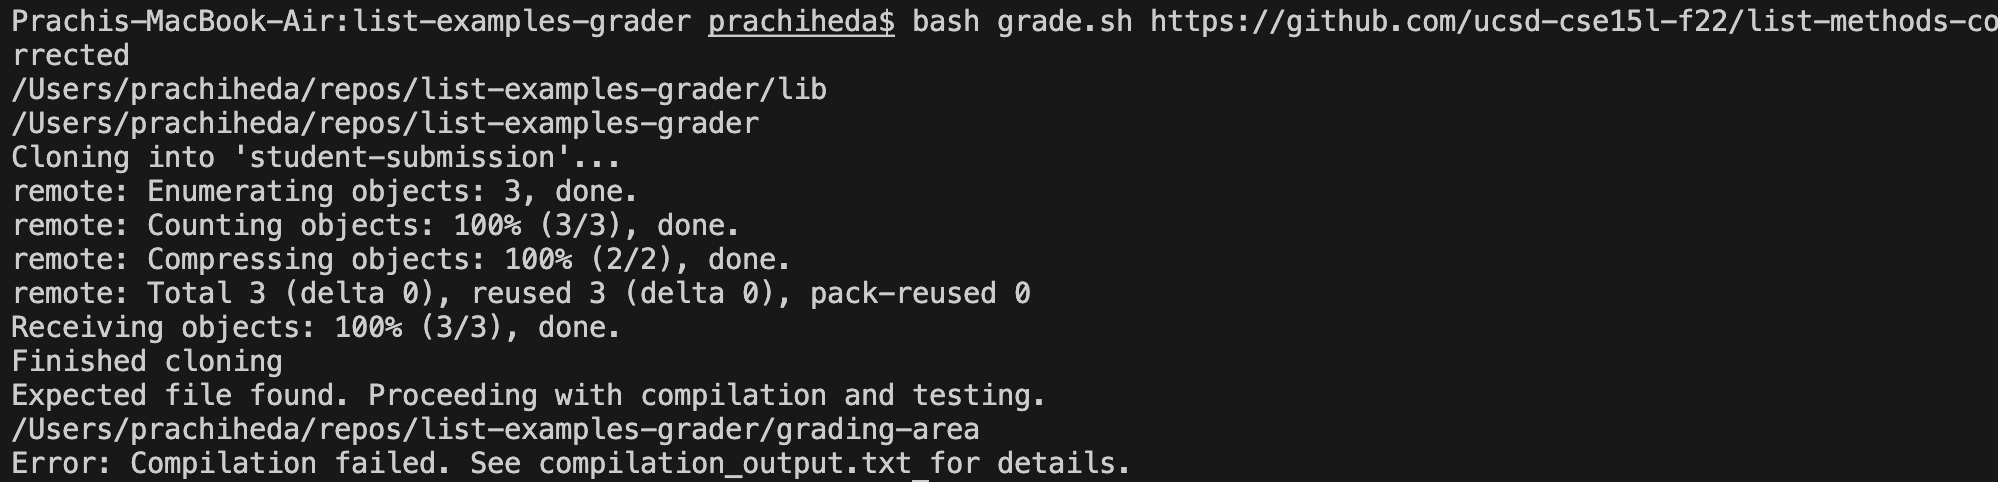 Prachis-MacBook-Air:list-examples-grader prachiheda$ bash grade.sh https://github.com/ucsd-cse15l-f22/list-methods-co
rrected
/Users/prachiheda/repos/list-examples-grader/lib
/Users/prachiheda/repos/list-examples-grader
Cloning into 'student-submission'...
remote: Enumerating objects: 3, done.
remote: Counting objects: 100% (3/3), done.
remote: Compressing objects: 100% (2/2), done.
remote: Total 3 (delta 0), reused 3 (delta 0), pack-reused 0
Receiving objects: 100% (3/3), done.
Finished cloning
Expected file found. Proceeding with compilation and testing.
/Users/prachiheda/repos/list-examples-grader/grading-area
Error: Compilation failed. See compilation_output.txt for details.